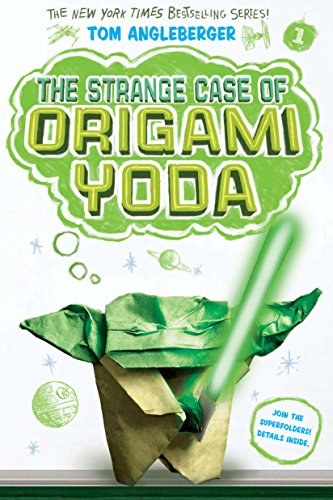 THE NEW YORK TIMES BESTSELLING SERIES!
TOM ANGLEBERGER
1
THE STRANGE CASE OF
ORIGAMI
YODA
JOIN THE
SUPERFOLDERS!
DETAILS INSIDE.